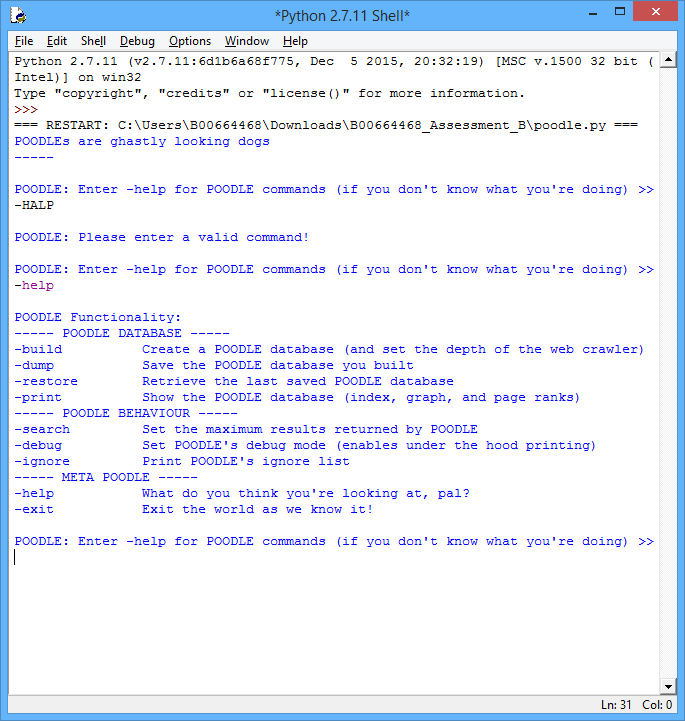 *Python 2.7.11 Shell*
File Edit Shell Debug Options Window Help
Python 2.7.11 (v2.7.11:6d1b6a68f775, Dec  5 2015, 20:32:19) [MSC v.1500 32 bit (
Intel)] on win32
Type "copyright", "credits" or "license()" for more information.
>>>
=== RESTART: C:\Users\B00664468\Downloads\B00664468_Assessment_B\poodle.py ===
POODLEs are ghastly looking dogs
-----
POODLE: Enter -help for POODLE commands (if you don't know what you're doing) >>
-HALP
POODLE: Please enter a valid command!
POODLE: Enter -help for POODLE commands (if you don't know what you're doing) >>
-help
POODLE Functionality:
----- POODLE DATABASE -----
-build          Create a POODLE database (and set the depth of the web crawler)
-dump           Save the POODLE database you built
-restore        Retrieve the last saved POODLE database
-print          Show the POODLE database (index, graph, and page ranks)
----- POODLE BEHAVIOUR -----
-search         Set the maximum results returned by POODLE
-debug          Set POODLE's debug mode (enables under the hood printing)
-ignore         Print POODLE's ignore list
----- META POODLE -----
-help           What do you think you're looking at, pal?
-exit           Exit the world as we know it!
POODLE: Enter -help for POODLE commands (if you don't know what you're doing) >>
Ln: 31 Col: 0